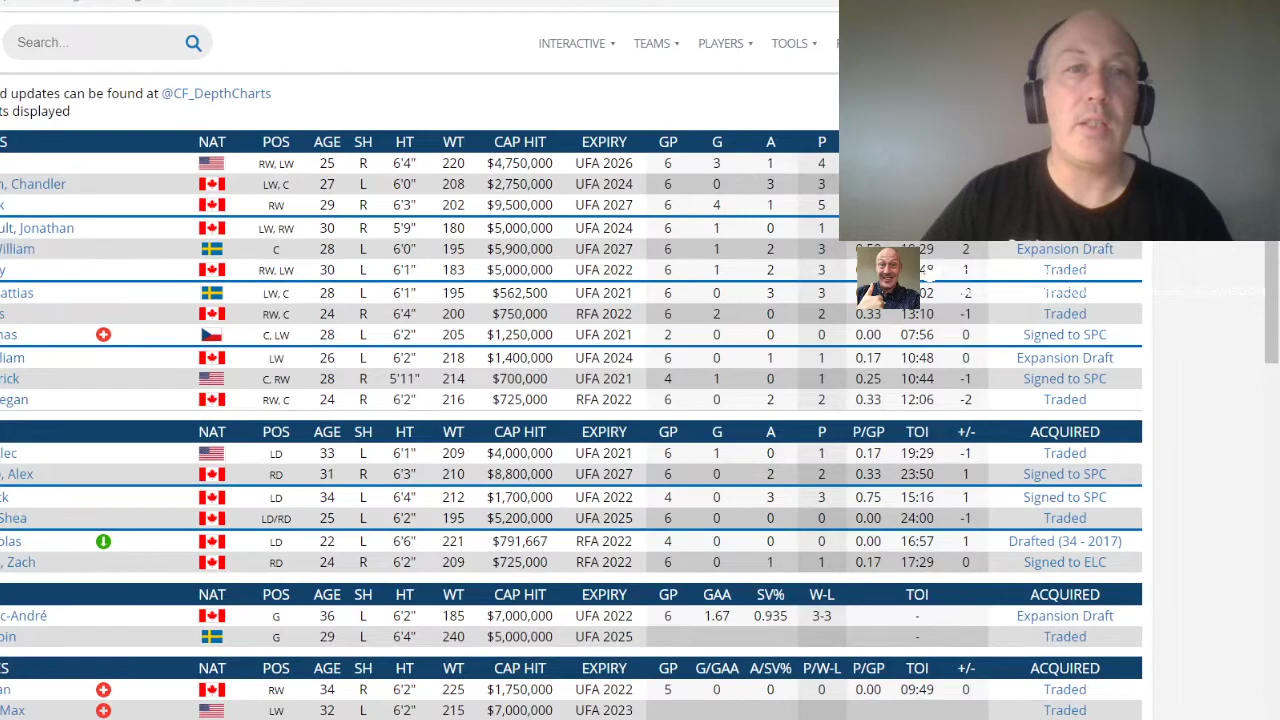 Search...
INTERACTIVE TEAMS PLAYERS TOOLS
d updates can be found at @CF_DepthCharts
ts displayed
S NAT POS AGE SH HT WT CAP HIT EXPIRY GP G A P
RW, LW 25 R 6'4" 220 $4,750,000 UFA 2026 6 3 1 4
n, Chandler LW, C 27 L 6'0" 208 $2,750,000 UFA 2024 6 0 3 3
k RW 29 R 6'3" 202 $9,500,000 UFA 2027 6 4 1 5
ult, Jonathan LW, RW 30 R 5'9" 180 $5,000,000 UFA 2024 6 1 0 1
William C 28 L 6'0" 195 $5,900,000 UFA 2027 6 1 2 3 0.50 18:29 2 Expansion Draft
y RW, LW 30 R 6'1" 183 $5,000,000 UFA 2022 6 1 2 3 1 Traded
attias LW, C 28 L 6'1" 195 $562,500 UFA 2021 6 0 3 3 02 -2 Traded
s RW, C 24 R 6'4" 200 $750,000 RFA 2022 6 2 0 2 0.33 13:10 -1 Traded
nas C, LW 28 L 6'2" 205 $1,250,000 UFA 2021 2 0 0 0 0.00 07:56 0 Signed to SPC
lliam LW 26 L 6'2" 218 $1,400,000 UFA 2024 6 0 1 1 0.17 10:48 0 Expansion Draft
rick C, RW 28 R 5'11" 214 $700,000 UFA 2021 4 1 0 1 0.25 10:44 -1 Signed to SPC
egan RW, C 24 R 6'2" 216 $725,000 RFA 2022 6 0 2 2 0.33 12:06 -2 Traded
NAT POS AGE SH HT WT CAP HIT EXPIRY GP G A P P/GP TOI +/- ACQUIRED
lec LD 33 L 6'1" 209 $4,000,000 UFA 2021 6 1 0 1 0.17 19:29 -1 Traded
o, Alex RD 31 R 6'3" 210 $8,800,000 UFA 2027 6 0 2 2 0.33 23:50 1 Signed to SPC
ck LD 34 L 6'4" 212 $1,700,000 UFA 2022 4 0 3 3 0.75 15:16 1 Signed to SPC
Shea LD/RD 25 L 6'2" 195 $5,200,000 UFA 2025 6 0 0 0 0.00 24:00 -1 Traded
olas LD 22 L 6'6" 221 $791,667 RFA 2022 4 0 0 0 0.00 16:57 1 Drafted (34 - 2017)
, Zach RD 24 R 6'2" 209 $725,000 RFA 2022 6 0 1 1 0.17 17:29 0 Signed to ELC
NAT POS AGE SH HT WT CAP HIT EXPIRY GP GAA SV% W-L TOI ACQUIRED
c-André G 36 L 6'2" 185 $7,000,000 UFA 2022 6 1.67 0.935 3-3 - Expansion Draft
bin G 29 L 6'4" 240 $5,000,000 UFA 2025 - Traded
S NAT POS AGE SH HT WT CAP HIT EXPIRY GP G/GAA A/SV% P/W-L P/GP TOI +/- ACQUIRED
an RW 34 R 6'2" 225 $1,750,000 UFA 2022 5 0 0 0 0.00 09:49 0 Traded
Max LW 32 L 6'2" 215 $7,000,000 UFA 2023 Traded